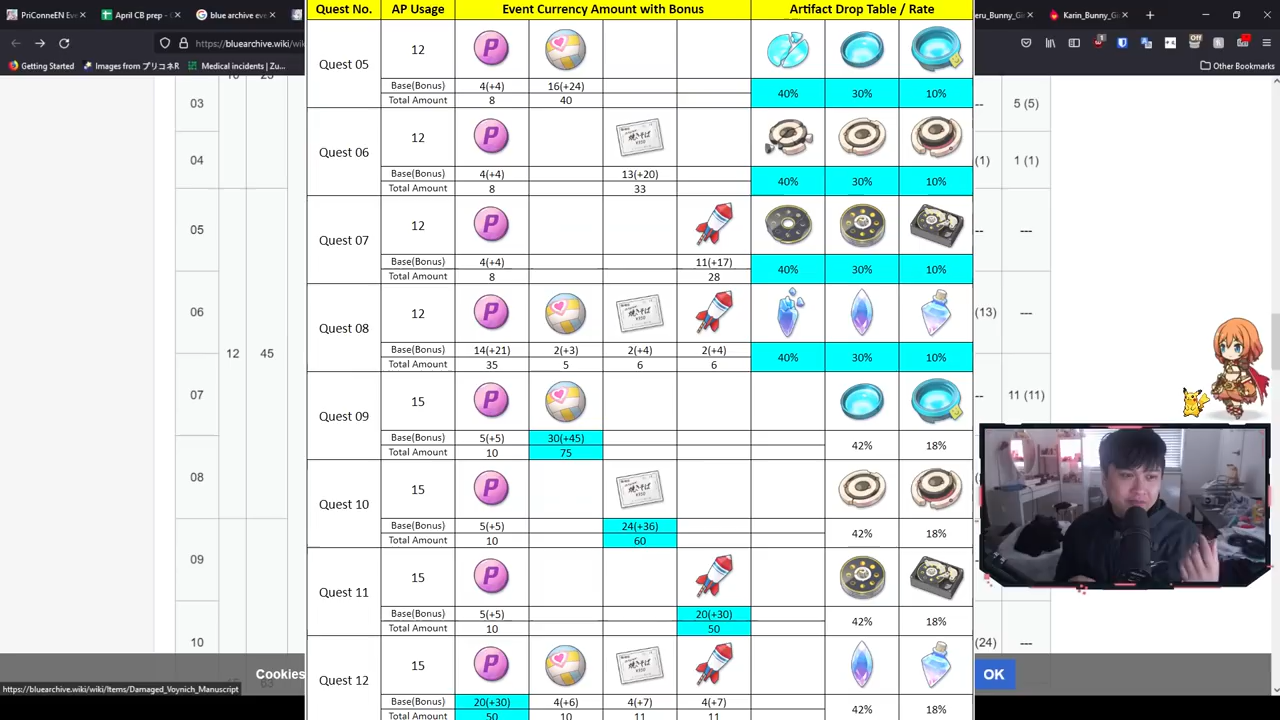 PriConneEN Eve
April CB prep - G
blue archive eve
eru_Bunny_Gi
Karin_Bunny_Gi
https://bluearchive.wiki/wik
Off
Getting Started
Images from プリコネR
Medical incidents | Zu...
Other Bookmarks
Quest No. AP Usage Event Currency Amount with Bonus Artifact Drop Table / Rate
Quest 05 12
Base(Bonus) 4(+4) 16(+24)
Total Amount 8 40
40% 30% 10%
Quest 06 12
Base(Bonus) 4(+4) 13(+20)
Total Amount 8 33
40% 30% 10%
Quest 07 12
Base(Bonus) 4(+4) 11(+17)
Total Amount 8 28
40% 30% 10%
Quest 08 12
Base(Bonus) 14(+21) 2(+3) 2(+4) 2(+4)
Total Amount 35 5 6 6
40% 30% 10%
Quest 09 15
Base(Bonus) 5(+5) 30(+45)
Total Amount 10 75
42% 18%
Quest 10 15
Base(Bonus) 5(+5) 24(+36)
Total Amount 10 60
42% 18%
Quest 11 15
Base(Bonus) 5(+5) 20(+30)
Total Amount 10 50
42% 18%
Quest 12 15
Base(Bonus) 20(+30) 4(+6) 4(+7) 4(+7)
Total Amount 50 10 11 11
42% 18%
03 -- 5 (5)
04 (1) 1 (1)
05 -- ---
06 (13) ---
12 45
07 -- 11 (11)
08
09
10 (24) ---
Cookies
OK
https://bluearchive.wiki/wiki/Items/Damaged_Voynich_Manuscript